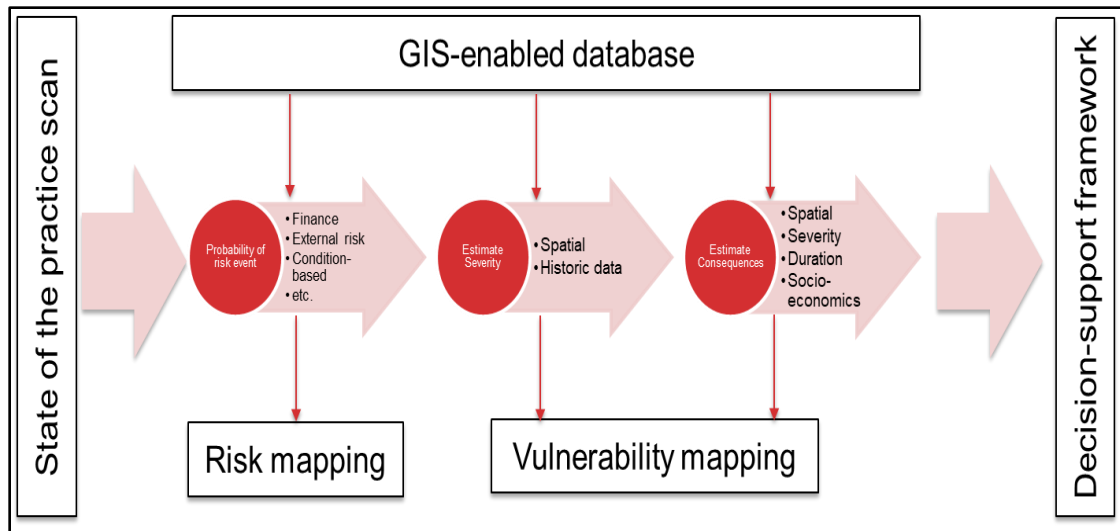 State of the practice scan
GIS-enabled database
Probability of
risk event
• Finance
• External risk
• Condition-
based
• etc.
Estimate
Severity
• Spatial
• Historic data
Estimate
Consequences
• Spatial
• Severity
• Duration
• Socio-
economics
Risk mapping
Vulnerability mapping
Decision-support framework